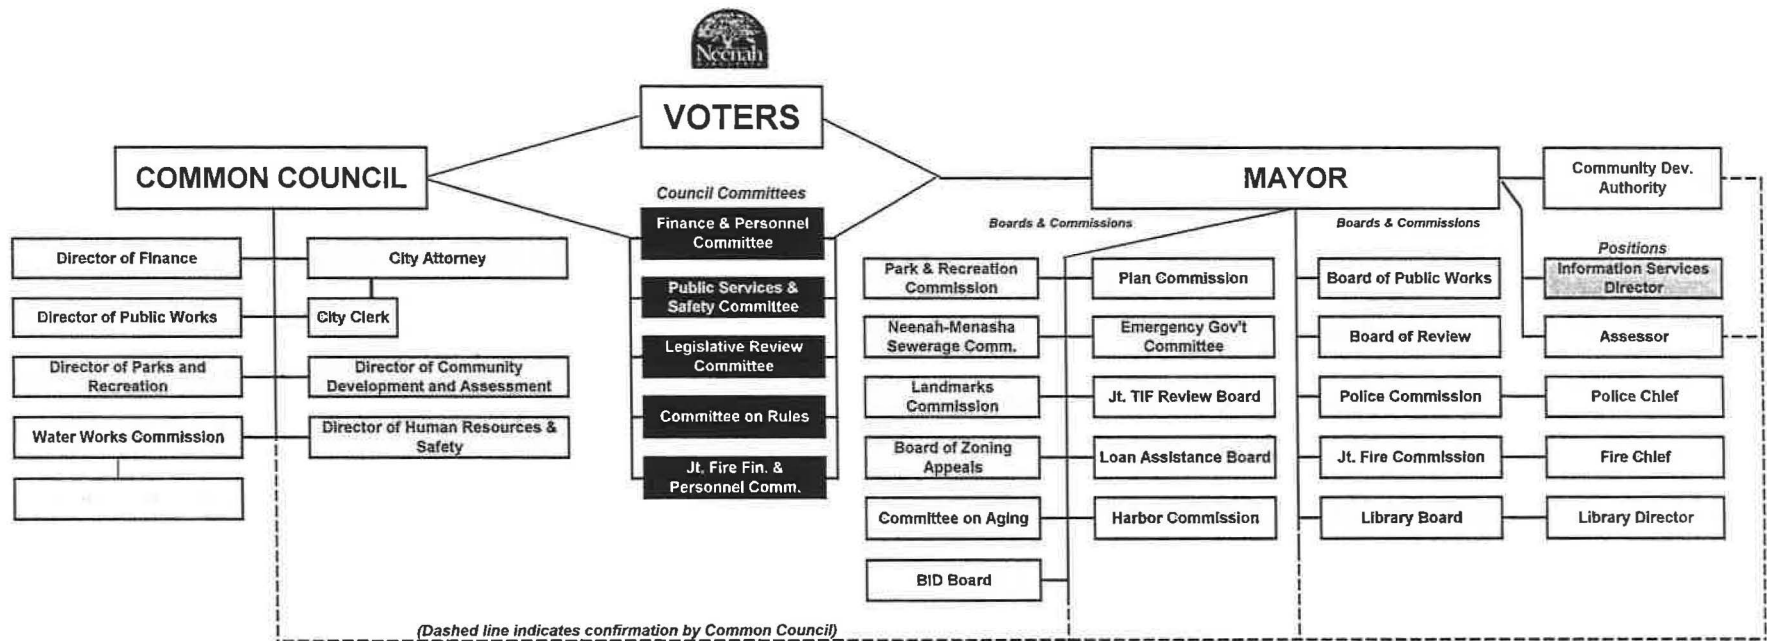 Neenah
VOTERS
COMMON COUNCIL
MAYOR
Community Dev.
Authority
Council Committees
Finance & Personnel
Committee
Public Services &
Safety Committee
Legislative Review
Committee
Committee on Rules
Jt. Fire Fin. &
Personnel Comm.
Director of Finance
City Attorney
Director of Public Works
City Clerk
Director of Parks and
Recreation
Director of Community
Development and Assessment
Water Works Commission
Director of Human Resources &
Safety
Boards & Commissions
Park & Recreation
Commission
Plan Commission
Neenah-Menasha
Sewerage Comm.
Emergency Gov't
Committee
Landmarks
Commission
Jt. TIF Review Board
Board of Zoning
Appeals
Loan Assistance Board
Committee on Aging
Harbor Commission
BID Board
Boards & Commissions
Board of Public Works
Board of Review
Police Commission
Jt. Fire Commission
Library Board
Positions
Information Services
Director
Assessor
Police Chief
Fire Chief
Library Director
(Dashed line indicates confirmation by Common Council)